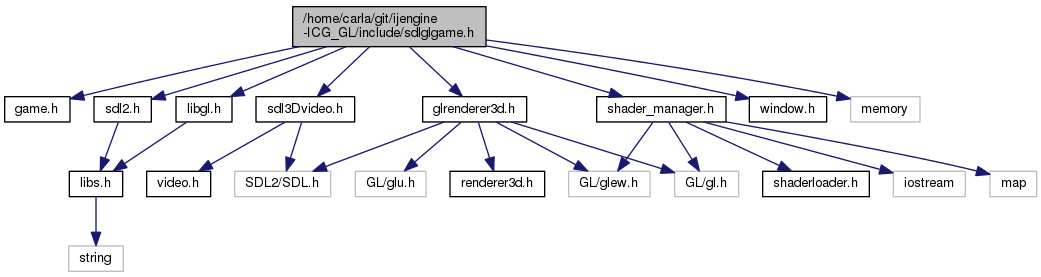 /home/carla/git/ijengine
-ICG_GL/include/sdlglgame.h
game.h
sdl2.h
libgl.h
sdl3Dvideo.h
glrenderer3d.h
shader_manager.h
window.h
memory
libs.h
video.h
SDL2/SDL.h
GL/glu.h
renderer3d.h
GL/glew.h
GL/gl.h
shaderloader.h
iostream
map
string